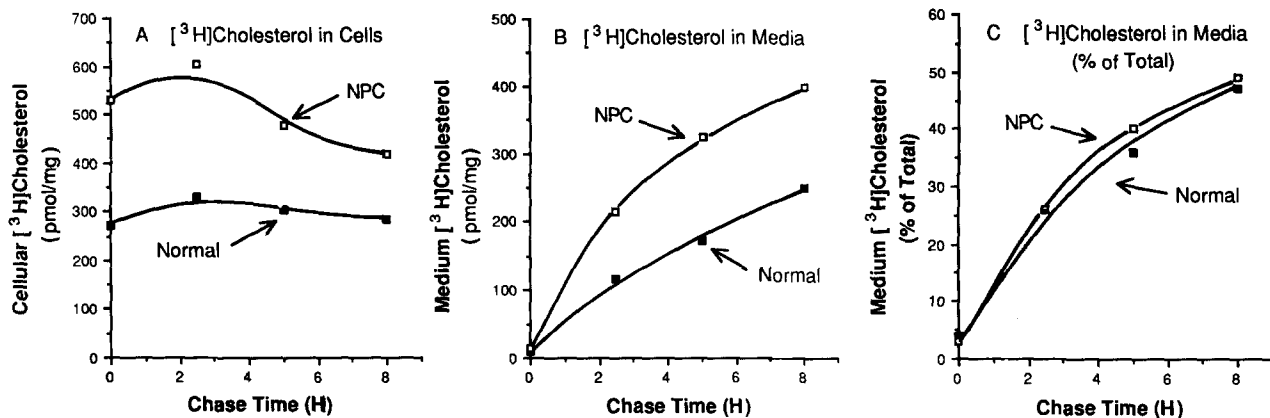 A [³H]Cholesterol in Cells
Cellular [³H]Cholesterol
(pmol/mg)
700
600
500
400
300
200
100
0
NPC
Normal
0 2 4 6 8
Chase Time (H)
B [³H]Cholesterol in Media
Medium [³H]Cholesterol
(pmol/mg)
500
400
300
200
100
0
NPC
Normal
0 2 4 6 8
Chase Time (H)
C [³H]Cholesterol in Media
(% of Total)
Medium [³H]Cholesterol
(% of Total)
60
50
40
30
20
10
0
NPC
Normal
0 2 4 6 8
Chase Time (H)